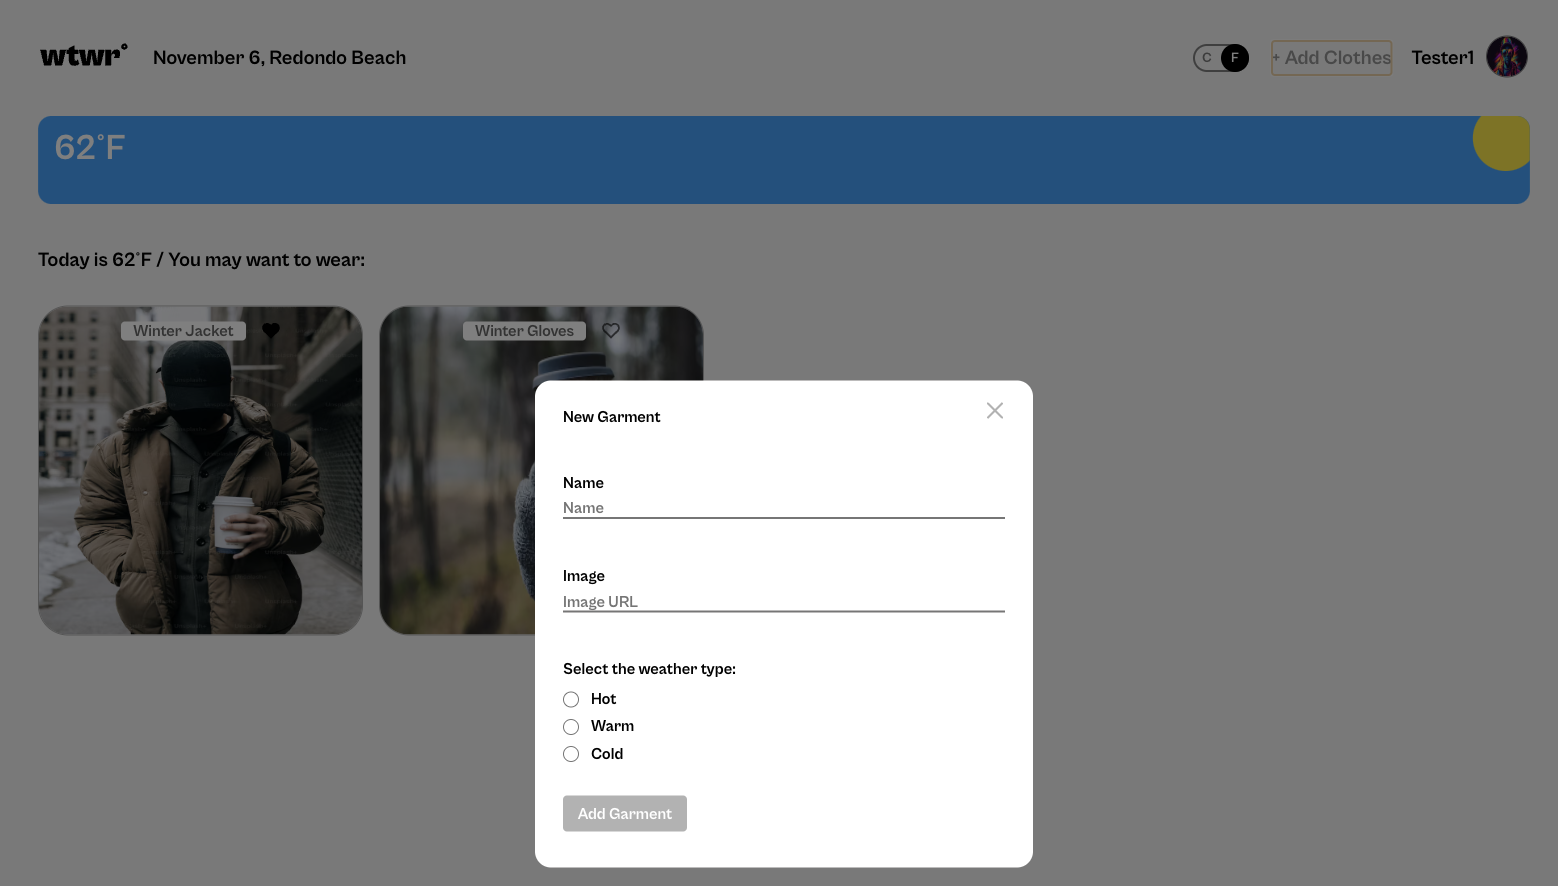 wtwr°
November 6, Redondo Beach
C F
+ Add Clothes
Tester1
62°F
Today is 62°F / You may want to wear:
Winter Jacket
Winter Gloves
New Garment
Name
Name
Image
Image URL
Select the weather type:
Hot
Warm
Cold
Add Garment